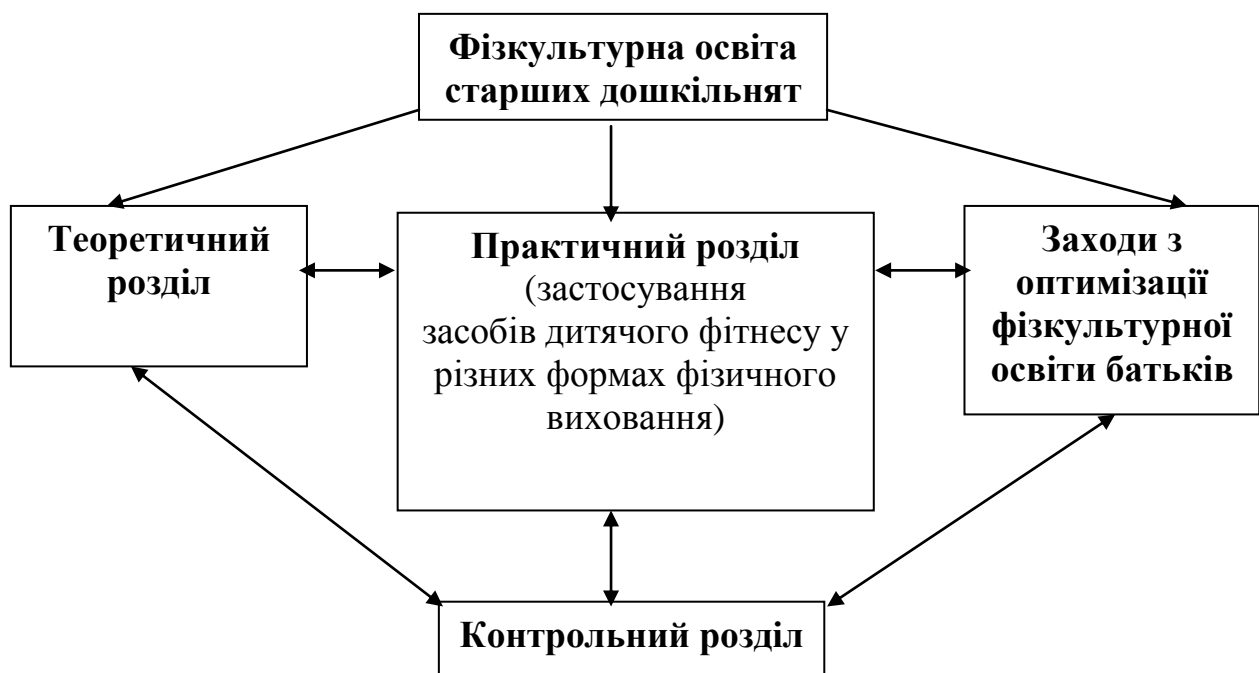 Фізкультурна освіта
старших дошкільнят
Теоретичний
розділ
Практичний розділ
(застосування
засобів дитячого фітнесу у
різних формах фізичного
виховання)
Заходи з
оптимізації
фізкультурної
освіти батьків
Контрольний розділ